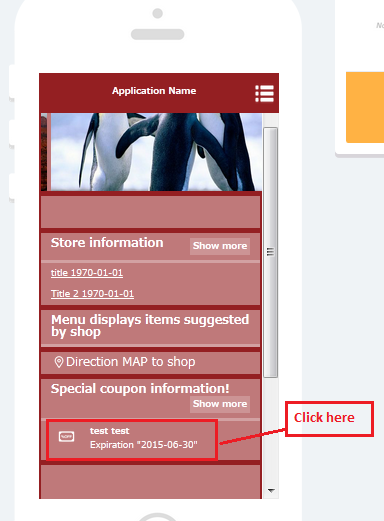 Application Name
Store information
Show more
title 1970-01-01
Title 2 1970-01-01
Menu displays items suggested
by shop
Direction MAP to shop
Special coupon information!
Show more
test test
Expiration "2015-06-30"
Click here